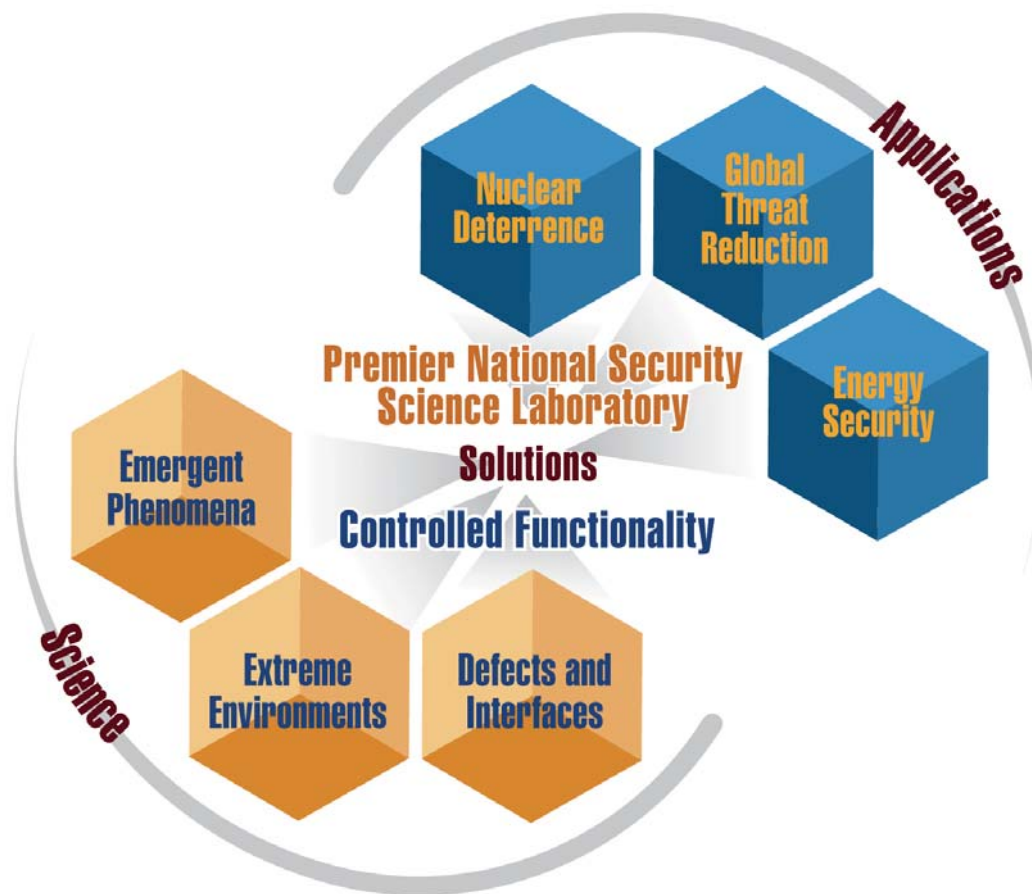 Applications
Nuclear
Deterrence
Global
Threat
Reduction
Energy
Security
Premier National Security
Science Laboratory
Solutions
Controlled Functionality
Emergent
Phenomena
Extreme
Environments
Defects and
Interfaces
Science